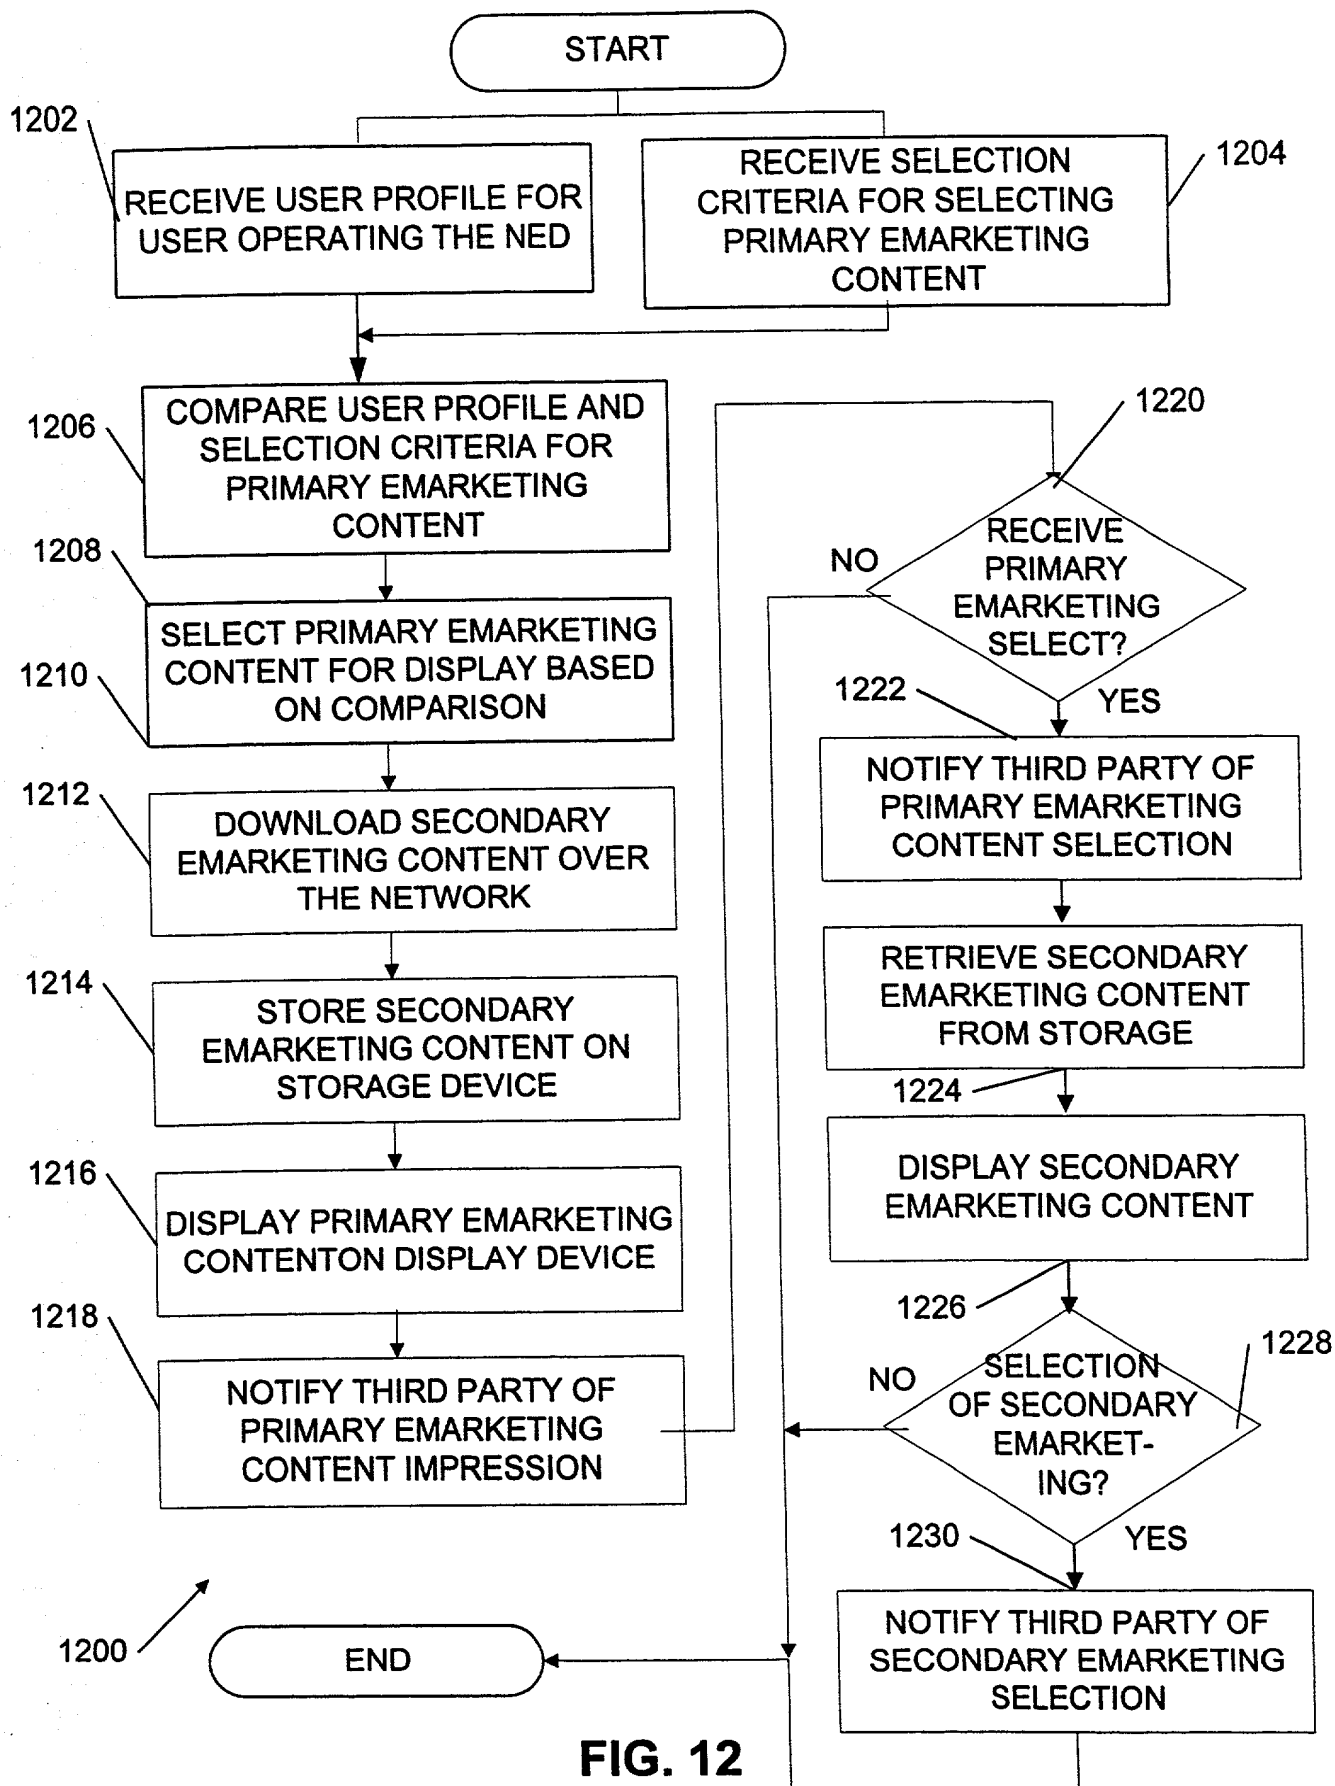 START
1202
RECEIVE USER PROFILE FOR
USER OPERATING THE NED
RECEIVE SELECTION
CRITERIA FOR SELECTING
PRIMARY EMARKETING
CONTENT
1204
1206
COMPARE USER PROFILE AND
SELECTION CRITERIA FOR
PRIMARY EMARKETING
CONTENT
1208
SELECT PRIMARY EMARKETING
CONTENT FOR DISPLAY BASED
ON COMPARISON
1210
1212
DOWNLOAD SECONDARY
EMARKETING CONTENT OVER
THE NETWORK
1214
STORE SECONDARY
EMARKETING CONTENT ON
STORAGE DEVICE
1216
DISPLAY PRIMARY EMARKETING
CONTENTON DISPLAY DEVICE
1218
NOTIFY THIRD PARTY OF
PRIMARY EMARKETING
CONTENT IMPRESSION
1220
RECEIVE
PRIMARY
EMARKETING
SELECT?
NO
YES
1222
NOTIFY THIRD PARTY OF
PRIMARY EMARKETING
CONTENT SELECTION
RETRIEVE SECONDARY
EMARKETING CONTENT
FROM STORAGE
1224
DISPLAY SECONDARY
EMARKETING CONTENT
1226
1228
SELECTION
OF SECONDARY
EMARKET-
ING?
NO
YES
1230
NOTIFY THIRD PARTY OF
SECONDARY EMARKETING
SELECTION
1200
END
FIG. 12